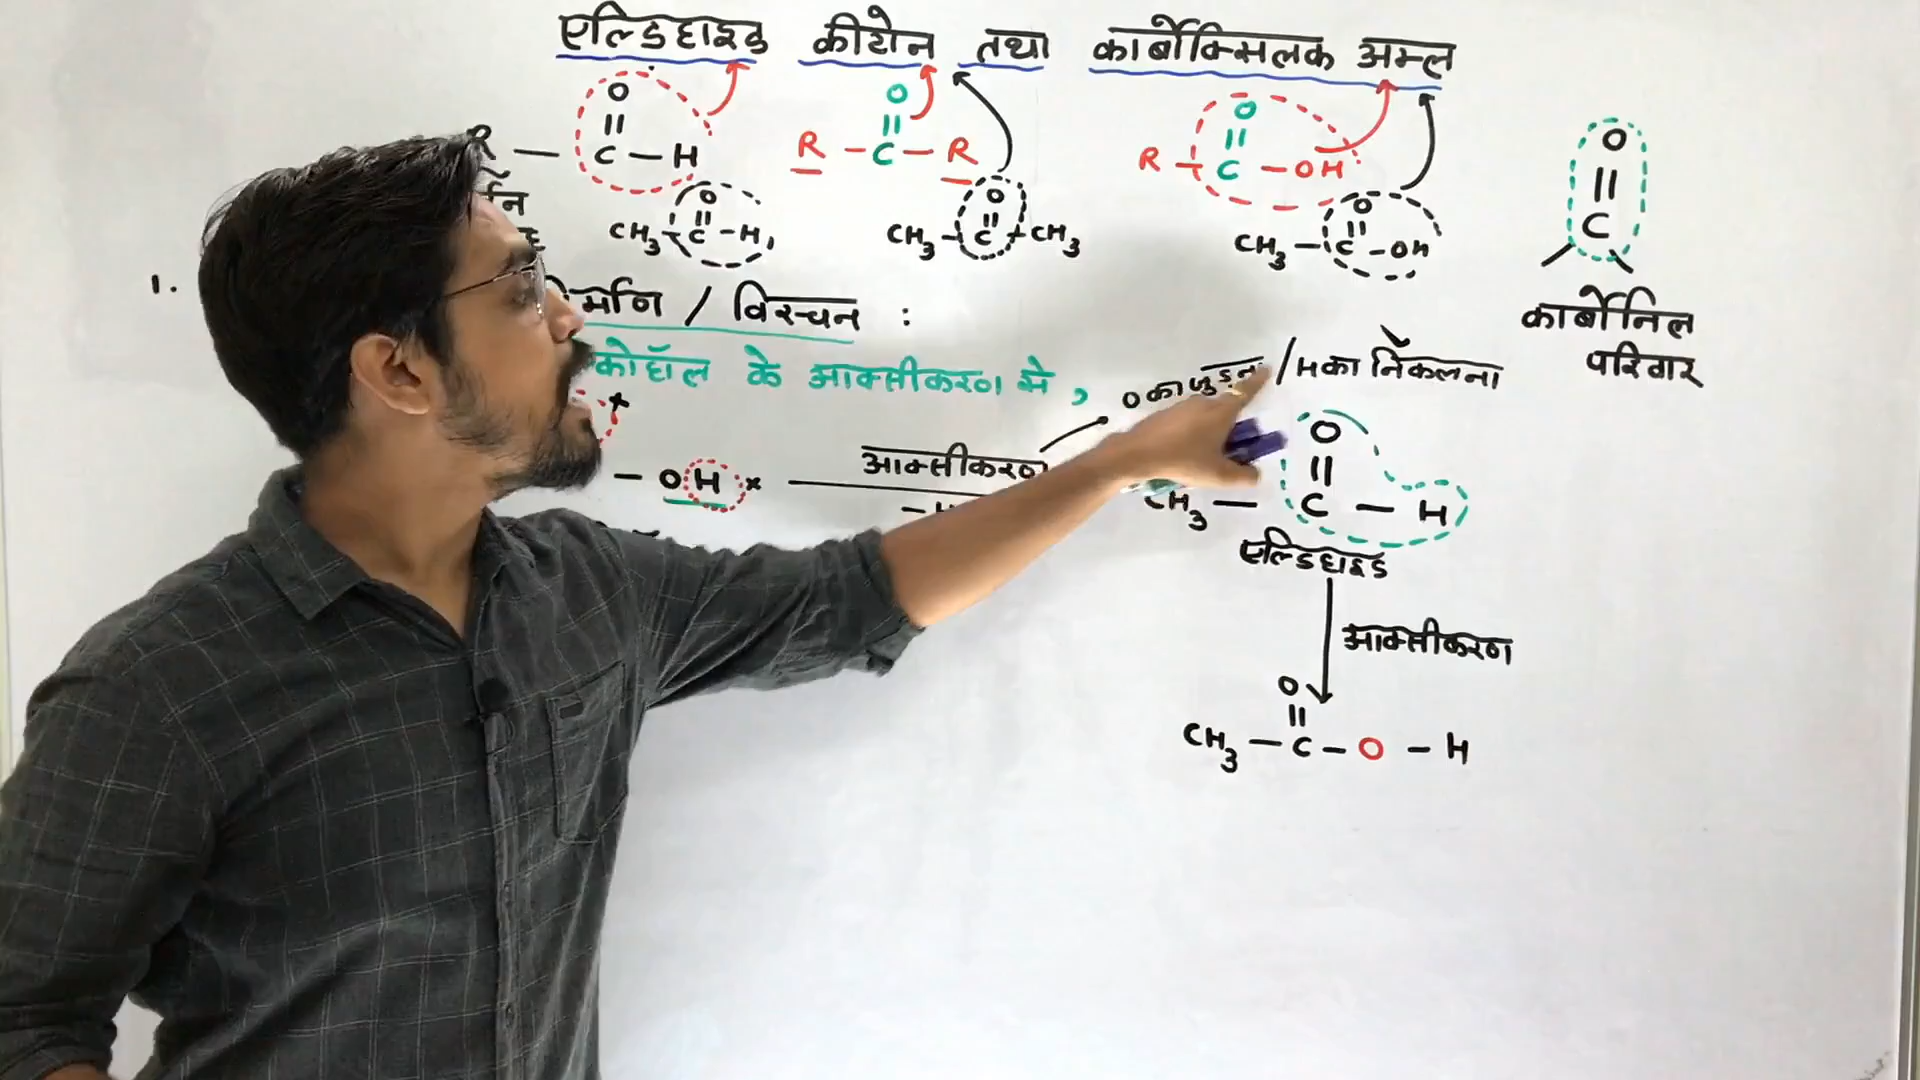 एल्डिहाइड कीटोन तथा कार्बोक्सिलक अम्ल
O O O O
|| || || ||
R — C — H R — C — R R — C — OH C
O O O
|| || ||
CH3 — C — H, CH3 — C — CH3 CH3 — C — OH
कार्बोनिल
परिवार
1. / विरचन :
के आक्सीकरण से, O का जुड़ना / H का निकलना
आक्सीकरण
O
||
— OH CH3 — C — H
एल्डिहाइड
आक्सीकरण
O
||
CH3 — C — O — H